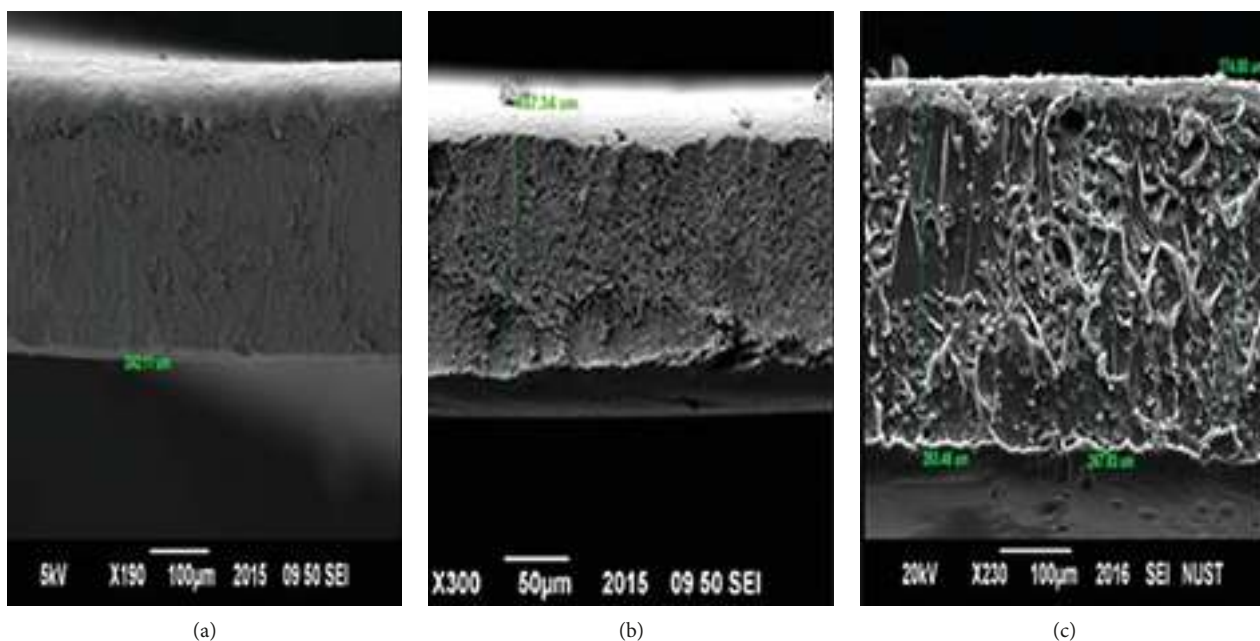 5kV X190 100μm 2015 09 50 SEI
X300 50μm 2015 09 50 SEI
20kV X230 100μm 2016 SEI NUST
(a)
(b)
(c)